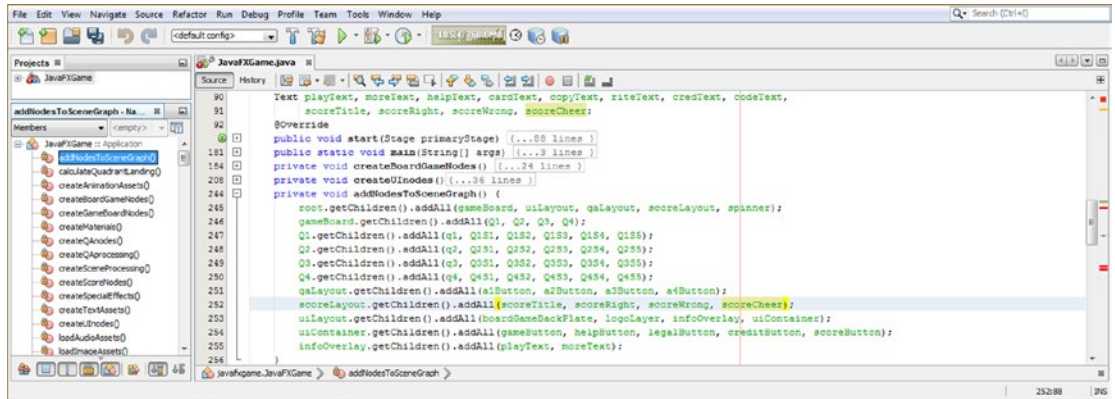 File Edit View Navigate Source Refactor Run Debug Profile Team Tools Window Help
Search (Ctrl+I)
<default config>
Projects
JavaFXGame
JavaFXGame.java
Source History
addNodesToSceneGraph - Na...
Members <empty>
JavaFXGame :: Application
addNodesToSceneGraph()
calculateQuadrantLanding()
createAnimationAssets()
createBoardGameNodes()
createGameBoardNodes()
createMaterials()
createQAnodes()
createQAprocessing()
createSceneProcessing()
createScoreNodes()
createSpecialEffects()
createTextAssets()
createUInodes()
loadAudioAssets()
loadImageAssets()
90 Text playText, moreText, helpText, cardText, copyText, riteText, credText, codeText,
91 scoreTitle, scoreRight, scoreWrong, scoreCheer;
92 @Override
public void start(Stage primaryStage) {...88 lines }
181 public static void main(String[] args) {...3 lines }
184 private void createBoardGameNodes() {...24 lines }
208 private void createUInodes() {...36 lines }
244 private void addNodesToSceneGraph() {
245 root.getChildren().addAll(gameBoard, uiLayout, qaLayout, scoreLayout, spinner);
246 gameBoard.getChildren().addAll(Q1, Q2, Q3, Q4);
247 Q1.getChildren().addAll(q1, Q1S1, Q1S2, Q1S3, Q1S4, Q1S5);
248 Q2.getChildren().addAll(q2, Q2S1, Q2S2, Q2S3, Q2S4, Q2S5);
249 Q3.getChildren().addAll(q3, Q3S1, Q3S2, Q3S3, Q3S4, Q3S5);
250 Q4.getChildren().addAll(q4, Q4S1, Q4S2, Q4S3, Q4S4, Q4S5);
251 qaLayout.getChildren().addAll(a1Button, a2Button, a3Button, a4Button);
252 scoreLayout.getChildren().addAll(scoreTitle, scoreRight, scoreWrong, scoreCheer);
253 uiLayout.getChildren().addAll(boardGameBackPlate, logoLayer, infoOverlay, uiContainer);
254 uiContainer.getChildren().addAll(gameButton, helpButton, legalButton, creditButton, scoreButton);
255 infoOverlay.getChildren().addAll(playText, moreText);
256 }
javafxgame.JavaFXGame addNodesToSceneGraph
252:88 INS